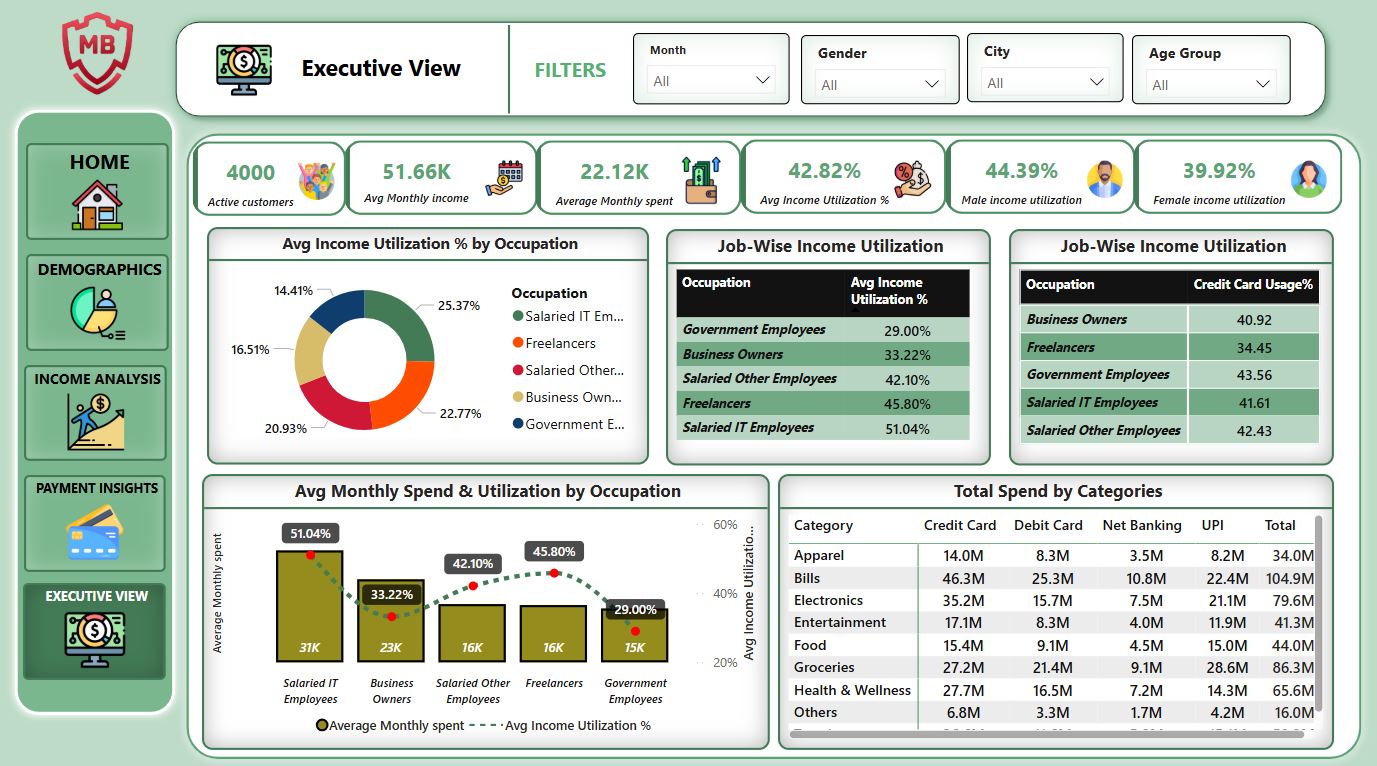 MB
Executive View
FILTERS
Month
All
Gender
All
City
All
Age Group
All
HOME
DEMOGRAPHICS
INCOME ANALYSIS
PAYMENT INSIGHTS
EXECUTIVE VIEW
4000
Active customers
51.66K
Avg Monthly income
22.12K
Average Monthly spent
42.82%
Avg Income Utilization %
44.39%
Male income utilization
39.92%
Female income utilization
Avg Income Utilization % by Occupation
14.41%
25.37%
16.51%
22.77%
20.93%
Occupation
Salaried IT Em...
Freelancers
Salaried Other...
Business Own...
Government E...
Job-Wise Income Utilization
Occupation Avg Income
Utilization %
Government Employees 29.00%
Business Owners 33.22%
Salaried Other Employees 42.10%
Freelancers 45.80%
Salaried IT Employees 51.04%
Job-Wise Income Utilization
Occupation Credit Card Usage%
Business Owners 40.92
Freelancers 34.45
Government Employees 43.56
Salaried IT Employees 41.61
Salaried Other Employees 42.43
Avg Monthly Spend & Utilization by Occupation
Average Monthly spent
51.04%
33.22%
42.10%
45.80%
29.00%
31K
23K
16K
16K
15K
60%
40%
20%
Avg Income Utilizatio...
Salaried IT
Employees
Business
Owners
Salaried Other
Employees
Freelancers
Government
Employees
Average Monthly spent Avg Income Utilization %
Total Spend by Categories
Category Credit Card Debit Card Net Banking UPI Total
Apparel 14.0M 8.3M 3.5M 8.2M 34.0M
Bills 46.3M 25.3M 10.8M 22.4M 104.9M
Electronics 35.2M 15.7M 7.5M 21.1M 79.6M
Entertainment 17.1M 8.3M 4.0M 11.9M 41.3M
Food 15.4M 9.1M 4.5M 15.0M 44.0M
Groceries 27.2M 21.4M 9.1M 28.6M 86.3M
Health & Wellness 27.7M 16.5M 7.2M 14.3M 65.6M
Others 6.8M 3.3M 1.7M 4.2M 16.0M